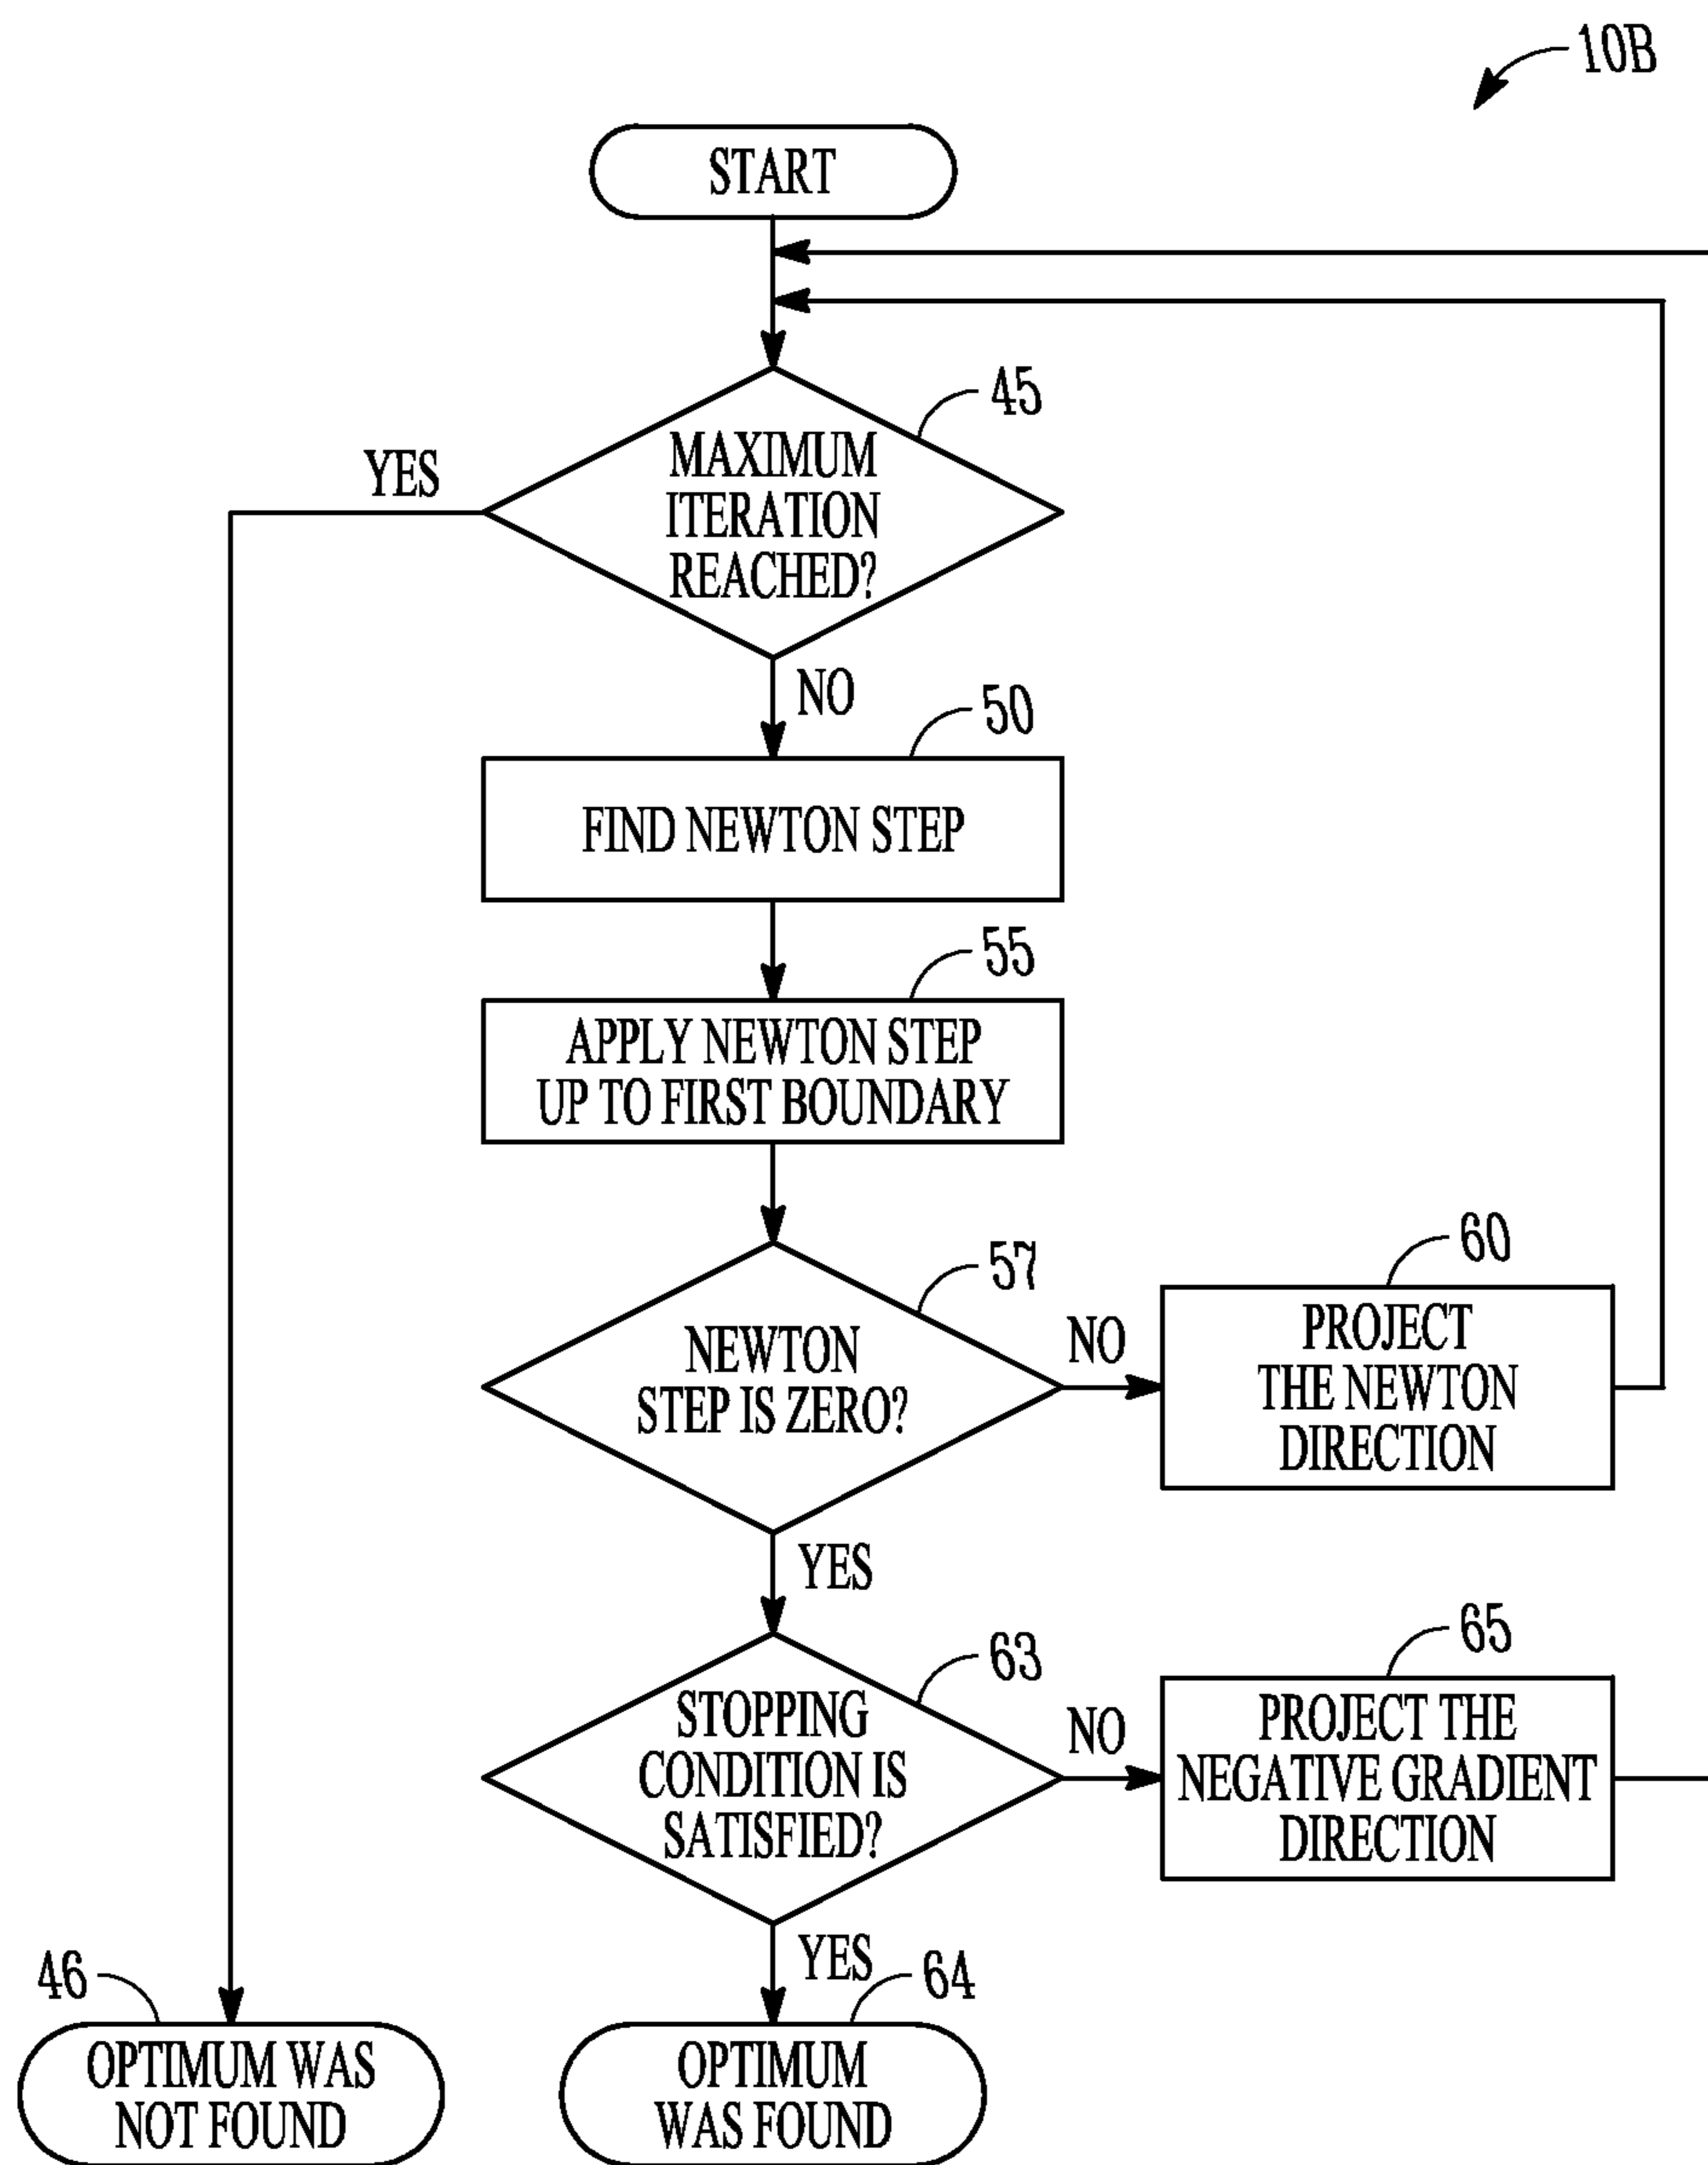 10B
START
45
MAXIMUM
ITERATION
REACHED?
YES
NO
50
FIND NEWTON STEP
55
APPLY NEWTON STEP
UP TO FIRST BOUNDARY
57
NEWTON
STEP IS ZERO?
NO
60
PROJECT
THE NEWTON
DIRECTION
YES
63
STOPPING
CONDITION IS
SATISFIED?
NO
65
PROJECT THE
NEGATIVE GRADIENT
DIRECTION
YES
46
OPTIMUM WAS
NOT FOUND
64
OPTIMUM
WAS FOUND